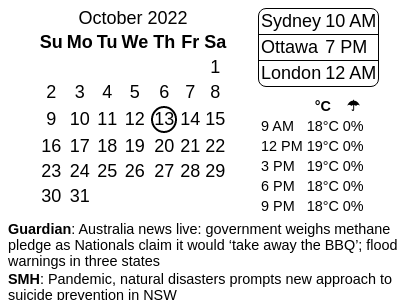 October 2022
Su Mo Tu We Th Fr Sa
1
2 3 4 5 6 7 8
9 10 11 12 13 14 15
16 17 18 19 20 21 22
23 24 25 26 27 28 29
30 31
Sydney 10 AM
Ottawa 7 PM
London 12 AM
°C ☂
9 AM 18°C 0%
12 PM 19°C 0%
3 PM 19°C 0%
6 PM 18°C 0%
9 PM 18°C 0%
Guardian: Australia news live: government weighs methane
pledge as Nationals claim it would ‘take away the BBQ’; flood
warnings in three states
SMH: Pandemic, natural disasters prompts new approach to
suicide prevention in NSW